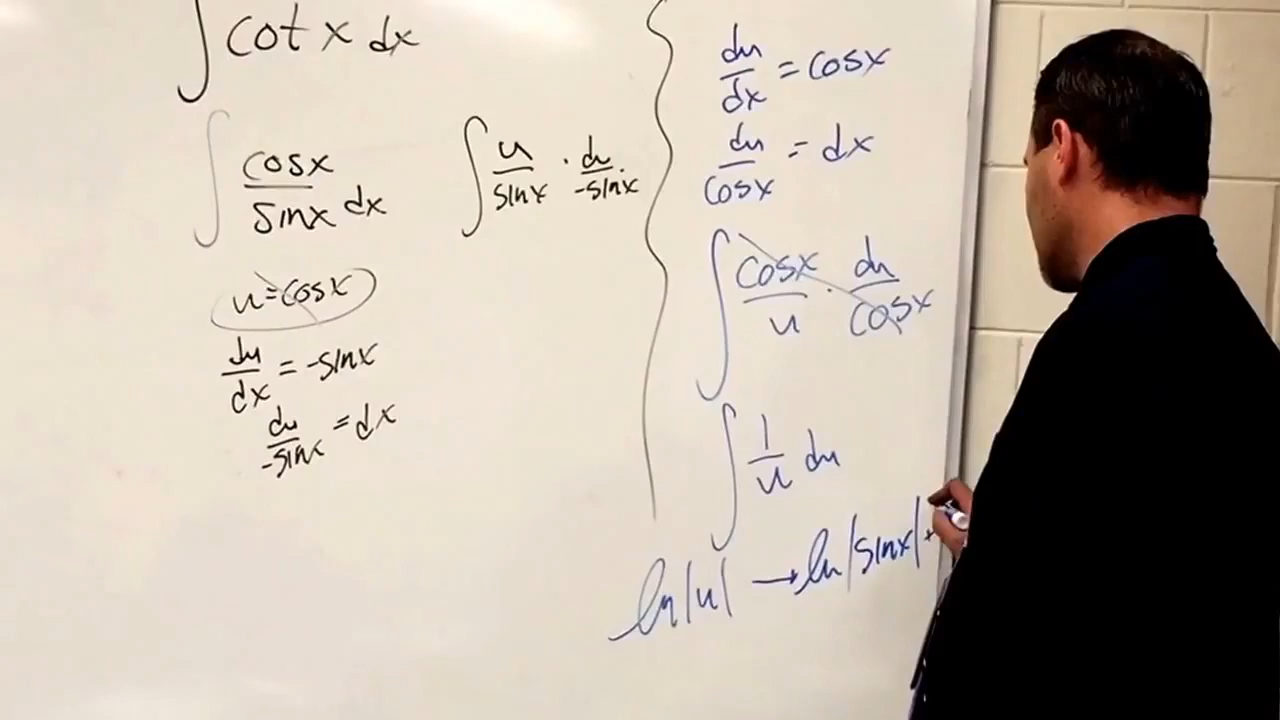 ∫ cot x dx
∫ cosx/sinx dx
u=cosx
du/dx = -sinx
du/-sinx = dx
∫ u/sinx · du/-sinx
du/dx = cosx
du/cosx = dx
∫ cosx/u · du/cosx
∫ 1/u du
ln|u| → ln|sinx| +